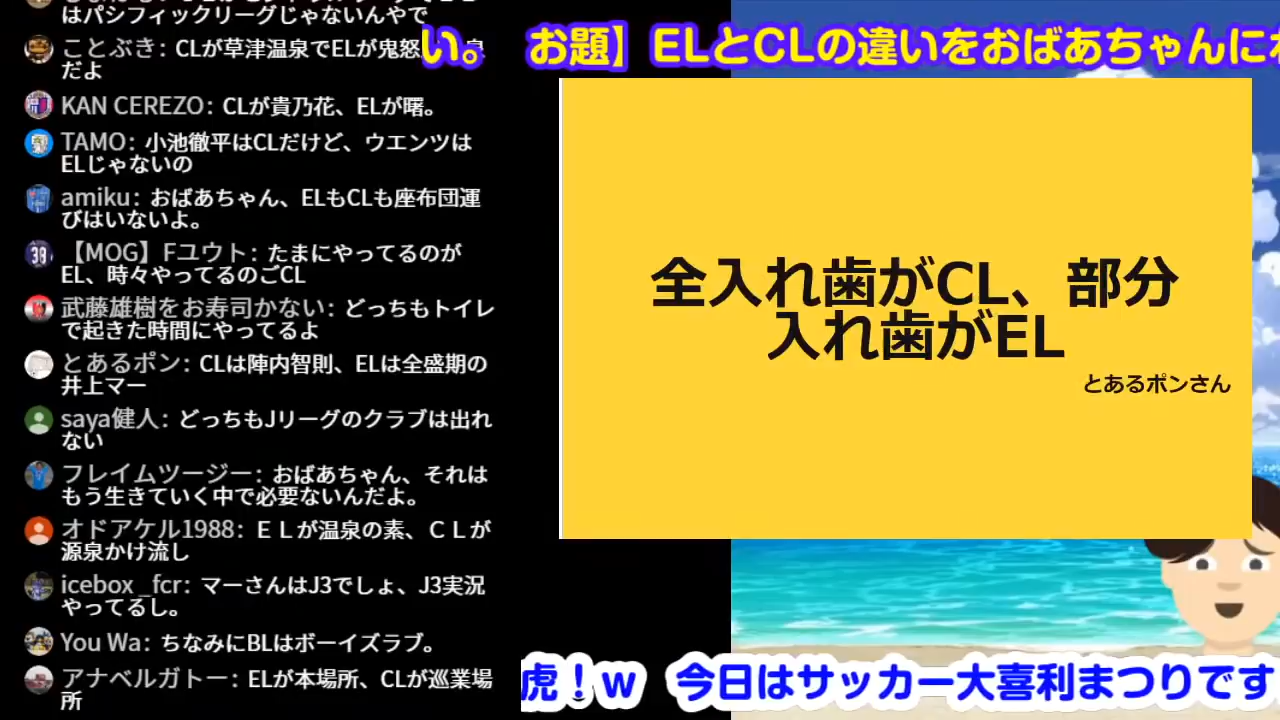 はパシフィックリーグじゃないんやで
ことぶき: CLが草津温泉でELが鬼怒
だよ
KAN CEREZO: CLが貴乃花、ELが曙。
TAMO: 小池徹平はCLだけど、ウエンツは
ELじゃないの
amiku: おばあちゃん、ELもCLも座布団運
びはいないよ。
【MOG】Fユウト: たまにやってるのが
EL、時々やってるのごCL
武藤雄樹をお寿司かない: どっちもトイレ
で起きた時間にやってるよ
とあるポン: CLは陣内智則、ELは全盛期の
井上マー
saya健人: どっちもJリーグのクラブは出れ
ない
フレイムツージー: おばあちゃん、それは
もう生きていく中で必要ないんだよ。
オドアケル1988: ＥＬが温泉の素、ＣＬが
源泉かけ流し
icebox_fcr: マーさんはJ3でしょ、J3実況
やってるし。
You Wa: ちなみにBLはボーイズラブ。
アナベルガトー: ELが本場所、CLが巡業場
所
い。 お題】ELとCLの違いをおばあちゃんに
全入れ歯がCL、部分
入れ歯がEL
とあるポンさん
虎！w 今日はサッカー大喜利まつりです